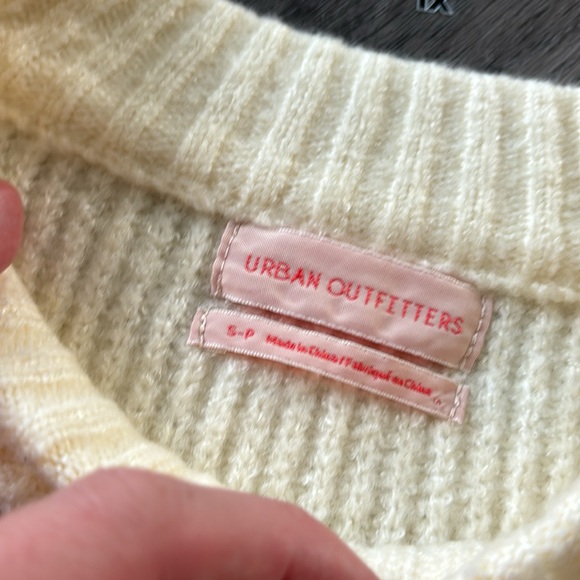 URBAN OUTFITTERS
S-P Made in China / Fabriqué en Chine